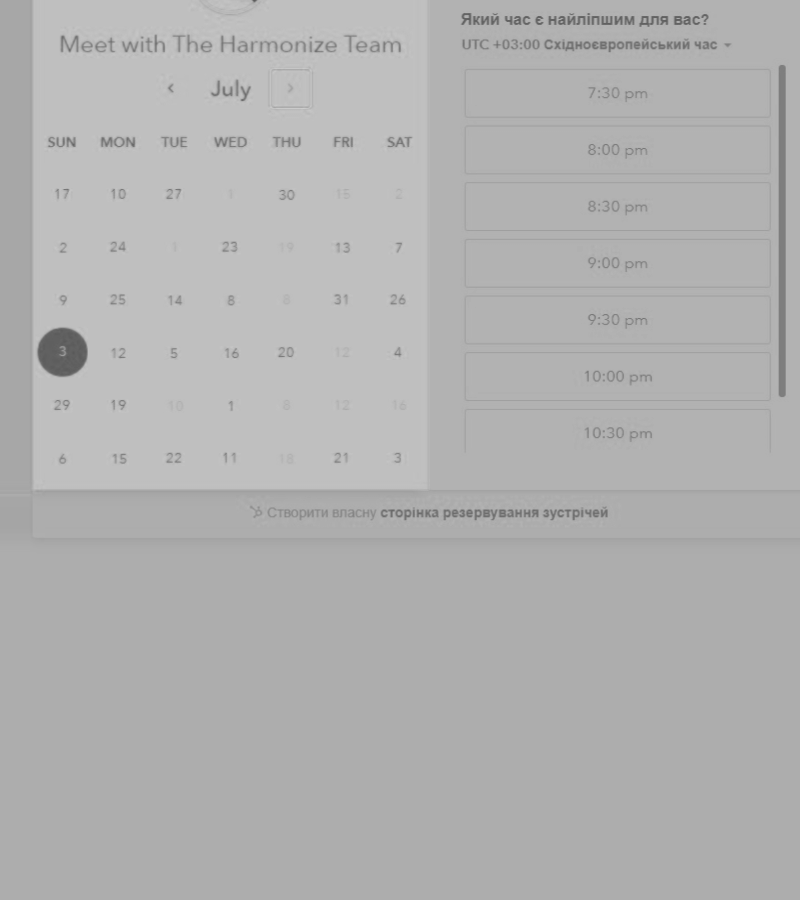 Meet with The Harmonize Team
July
SUN MON TUE WED THU FRI SAT
17 10 27 1 30 15 2
2 24 1 23 19 13 7
9 25 14 8 8 31 26
3 12 5 16 20 12 4
29 19 10 1 8 12 16
6 15 22 11 18 21 3
Який час є найліпшим для вас?
UTC +03:00 Східноєвропейський час
7:30 pm
8:00 pm
8:30 pm
9:00 pm
9:30 pm
10:00 pm
10:30 pm
Створити власну сторінка резервування зустрічей